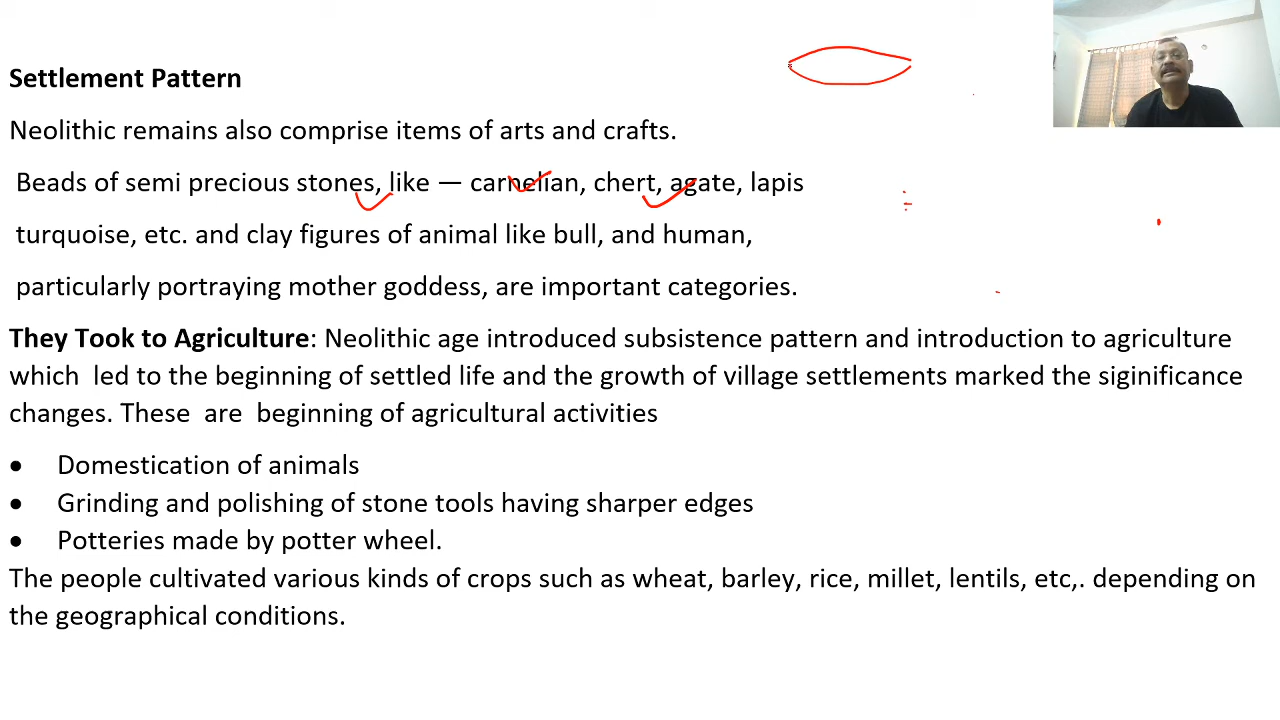 Settlement Pattern
Neolithic remains also comprise items of arts and crafts.
Beads of semi precious stones, like — carnelian, chert, agate, lapis
turquoise, etc. and clay figures of animal like bull, and human,
particularly portraying mother goddess, are important categories.
They Took to Agriculture: Neolithic age introduced subsistence pattern and introduction to agriculture
which led to the beginning of settled life and the growth of village settlements marked the siginificance
changes. These are beginning of agricultural activities
• Domestication of animals
• Grinding and polishing of stone tools having sharper edges
• Potteries made by potter wheel.
The people cultivated various kinds of crops such as wheat, barley, rice, millet, lentils, etc,. depending on
the geographical conditions.